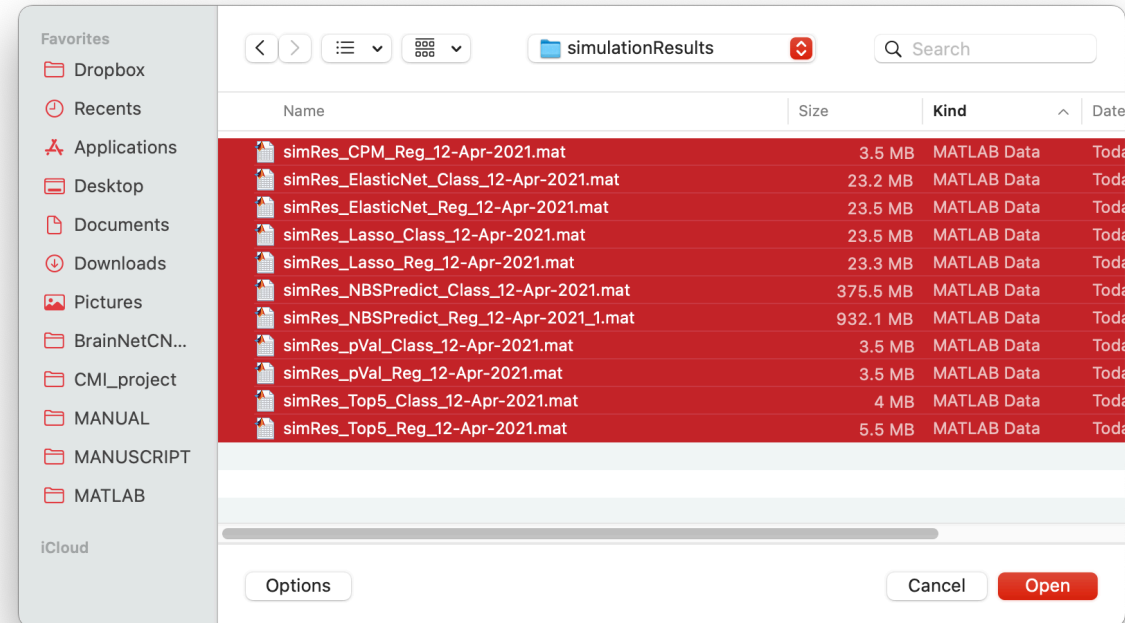 Favorites
Dropbox
Recents
Applications
Desktop
Documents
Downloads
Pictures
BrainNetCN...
CMI_project
MANUAL
MANUSCRIPT
MATLAB
iCloud
simulationResults
Search
Name Size Kind Date
simRes_CPM_Reg_12-Apr-2021.mat 3.5 MB MATLAB Data Toda
simRes_ElasticNet_Class_12-Apr-2021.mat 23.2 MB MATLAB Data Toda
simRes_ElasticNet_Reg_12-Apr-2021.mat 23.5 MB MATLAB Data Toda
simRes_Lasso_Class_12-Apr-2021.mat 23.5 MB MATLAB Data Toda
simRes_Lasso_Reg_12-Apr-2021.mat 23.3 MB MATLAB Data Toda
simRes_NBSPredict_Class_12-Apr-2021.mat 375.5 MB MATLAB Data Toda
simRes_NBSPredict_Reg_12-Apr-2021_1.mat 932.1 MB MATLAB Data Toda
simRes_pVal_Class_12-Apr-2021.mat 3.5 MB MATLAB Data Toda
simRes_pVal_Reg_12-Apr-2021.mat 3.5 MB MATLAB Data Toda
simRes_Top5_Class_12-Apr-2021.mat 4 MB MATLAB Data Toda
simRes_Top5_Reg_12-Apr-2021.mat 5.5 MB MATLAB Data Toda
Options Cancel Open